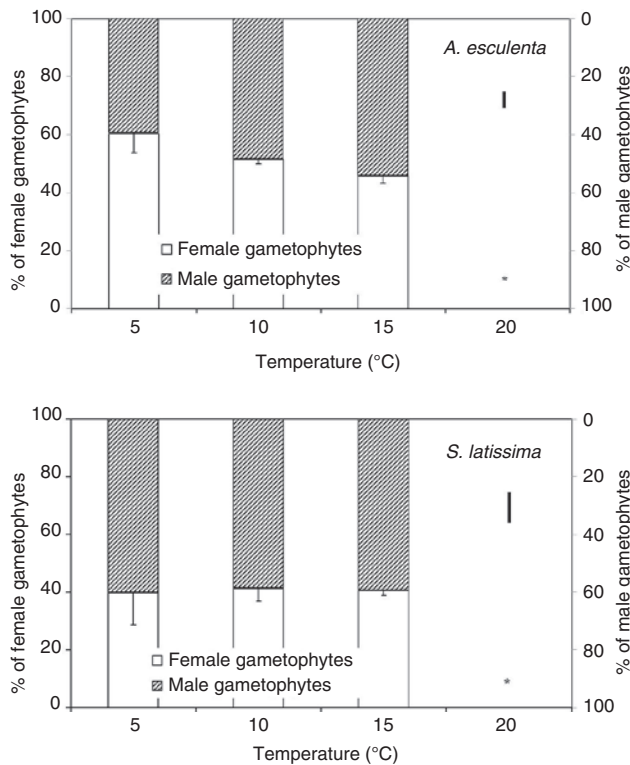 100
80
60
40
20
0
% of female gametophytes
A. esculenta
0
20
40
60
80
100
% of male gametophytes
Female gametophytes
Male gametophytes
*
5 10 15 20
Temperature (°C)
100
80
60
40
20
0
% of female gametophytes
S. latissima
0
20
40
60
80
100
% of male gametophytes
Female gametophytes
Male gametophytes
*
5 10 15 20
Temperature (°C)